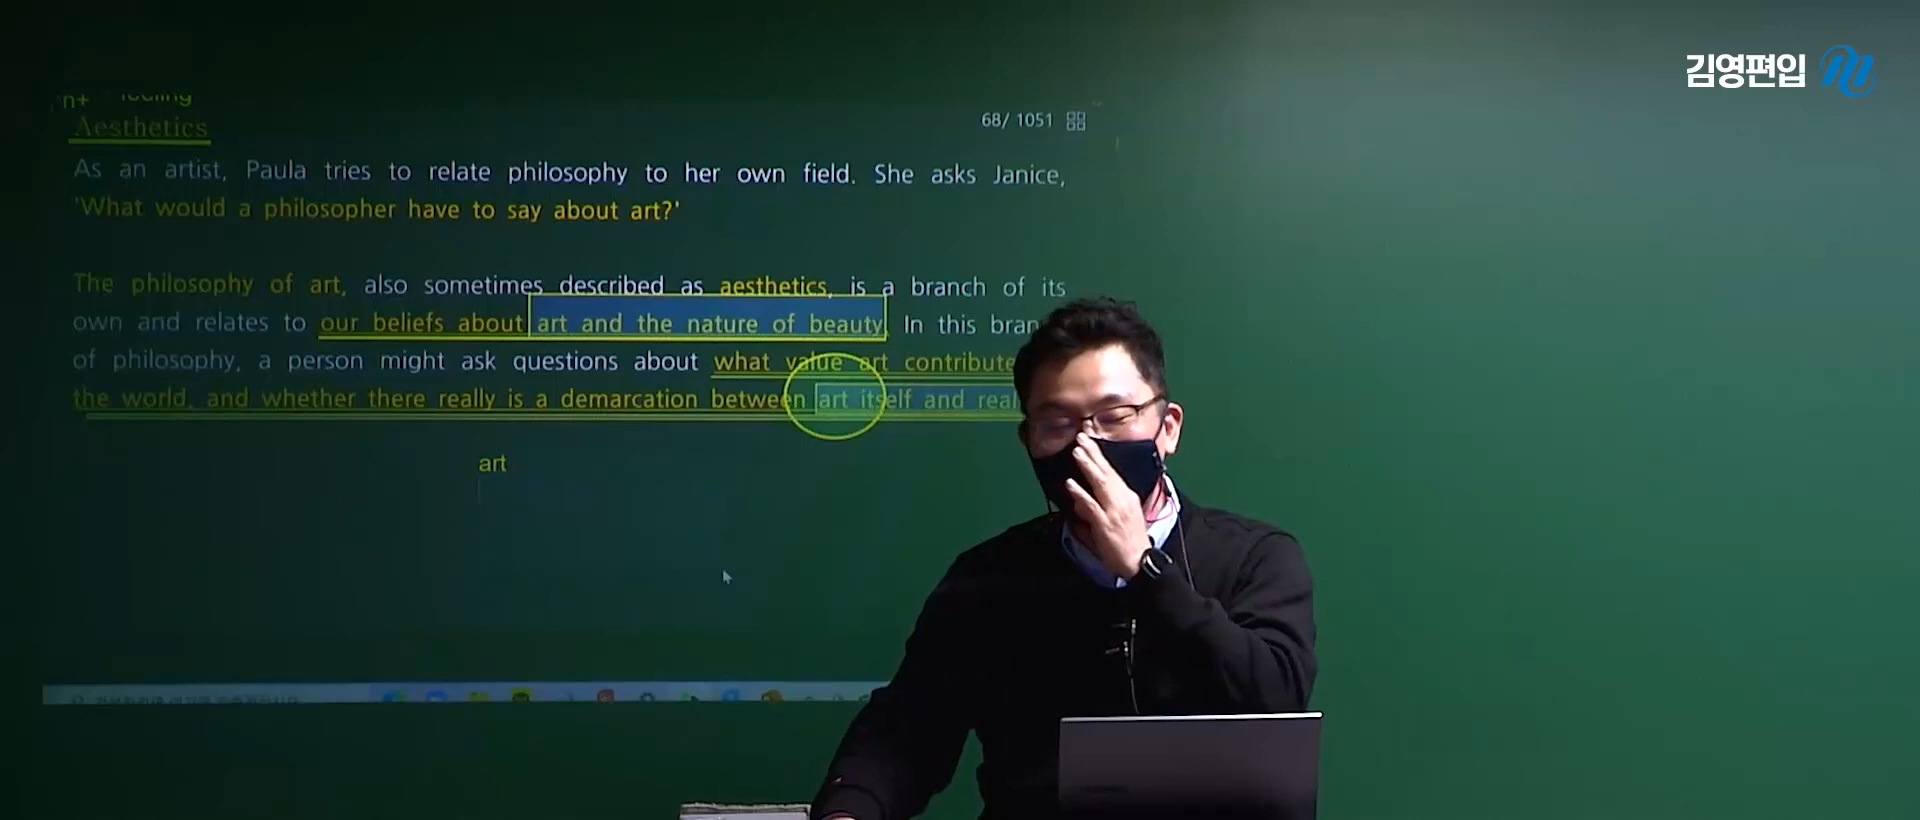 김영편입
n+ feeling
Aesthetics
68/ 1051
As an artist, Paula tries to relate philosophy to her own field. She asks Janice,
'What would a philosopher have to say about art?'
The philosophy of art, also sometimes described as aesthetics, is a branch of its
own and relates to our beliefs about art and the nature of beauty. In this bran
of philosophy, a person might ask questions about what value art contribute
the world, and whether there really is a demarcation between art itself and real
art